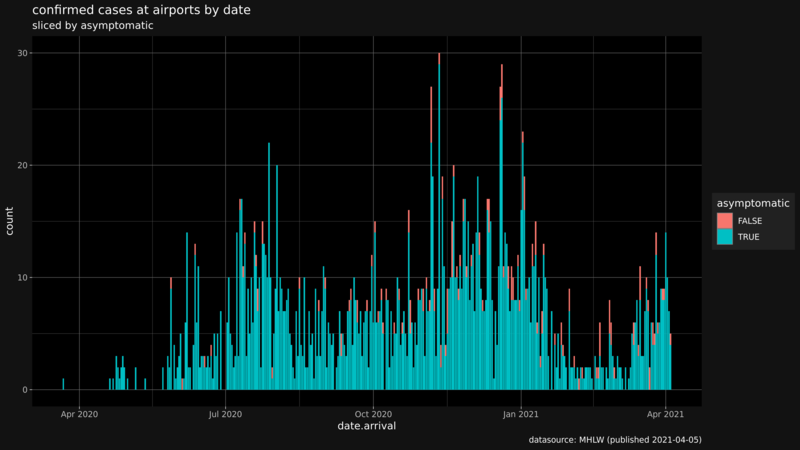 confirmed cases at airports by date
sliced by asymptomatic
30
20
10
0
count
Apr 2020
Jul 2020
Oct 2020
Jan 2021
Apr 2021
date.arrival
asymptomatic
FALSE
TRUE
datasource: MHLW (published 2021-04-05)